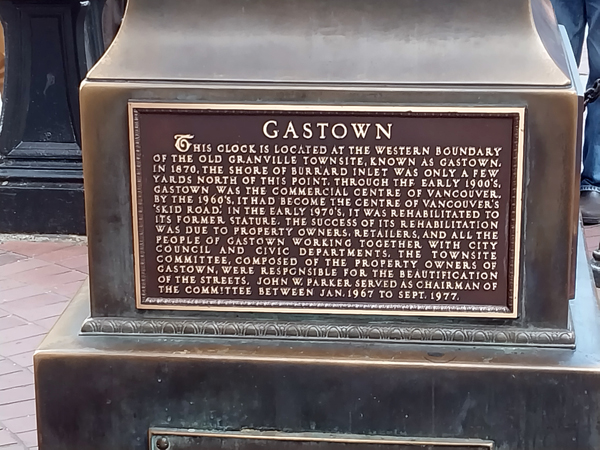 GASTOWN
THIS CLOCK IS LOCATED AT THE WESTERN BOUNDARY
OF THE OLD GRANVILLE TOWNSITE, KNOWN AS GASTOWN.
IN 1870, THE SHORE OF BURRARD INLET WAS ONLY A FEW
YARDS NORTH OF THIS POINT. THROUGH THE EARLY 1900'S,
GASTOWN WAS THE COMMERCIAL CENTRE OF VANCOUVER.
BY THE 1960'S, IT HAD BECOME THE CENTRE OF VANCOUVER'S
'SKID ROAD'. IN THE EARLY 1970'S, IT WAS REHABILITATED TO
ITS FORMER STATURE. THE SUCCESS OF ITS REHABILITATION
WAS DUE TO PROPERTY OWNERS, RETAILERS, AND ALL THE
PEOPLE OF GASTOWN WORKING TOGETHER WITH CITY
COUNCIL AND CIVIC DEPARTMENTS. THE TOWNSITE
COMMITTEE, COMPOSED OF THE PROPERTY OWNERS OF
GASTOWN, WERE RESPONSIBLE FOR THE BEAUTIFICATION
OF THE STREETS. JOHN W. PARKER SERVED AS CHAIRMAN OF
THE COMMITTEE BETWEEN JAN. 1967 TO SEPT. 1977.